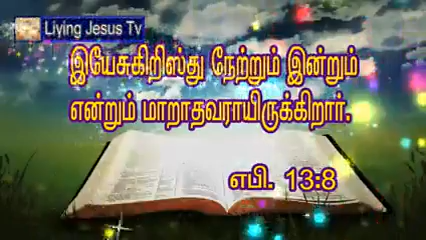 Living Jesus Tv
இயேசுகிறிஸ்து நேற்றும் இன்றும்
என்றும் மாறாதவராயிருக்கிறார்.
எபி. 13:8